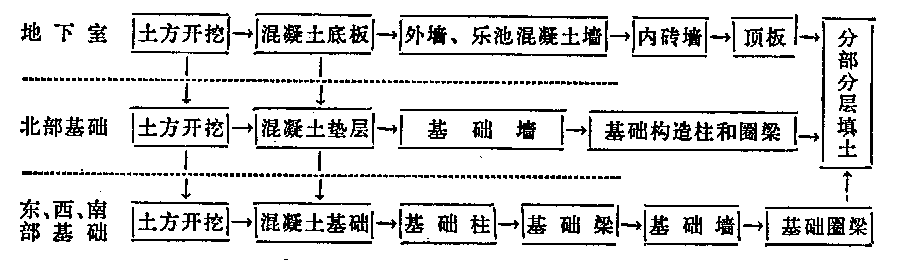 地下室 土方开挖 混凝土底板 外墙、乐池混凝土墙 内砖墙 顶板 分部分层填土
北部基础 土方开挖 混凝土垫层 基础墙 基础构造柱和圈梁
东、西、南
部基础 土方开挖 混凝土基础 基础柱 基础梁 基础墙 基础圈梁